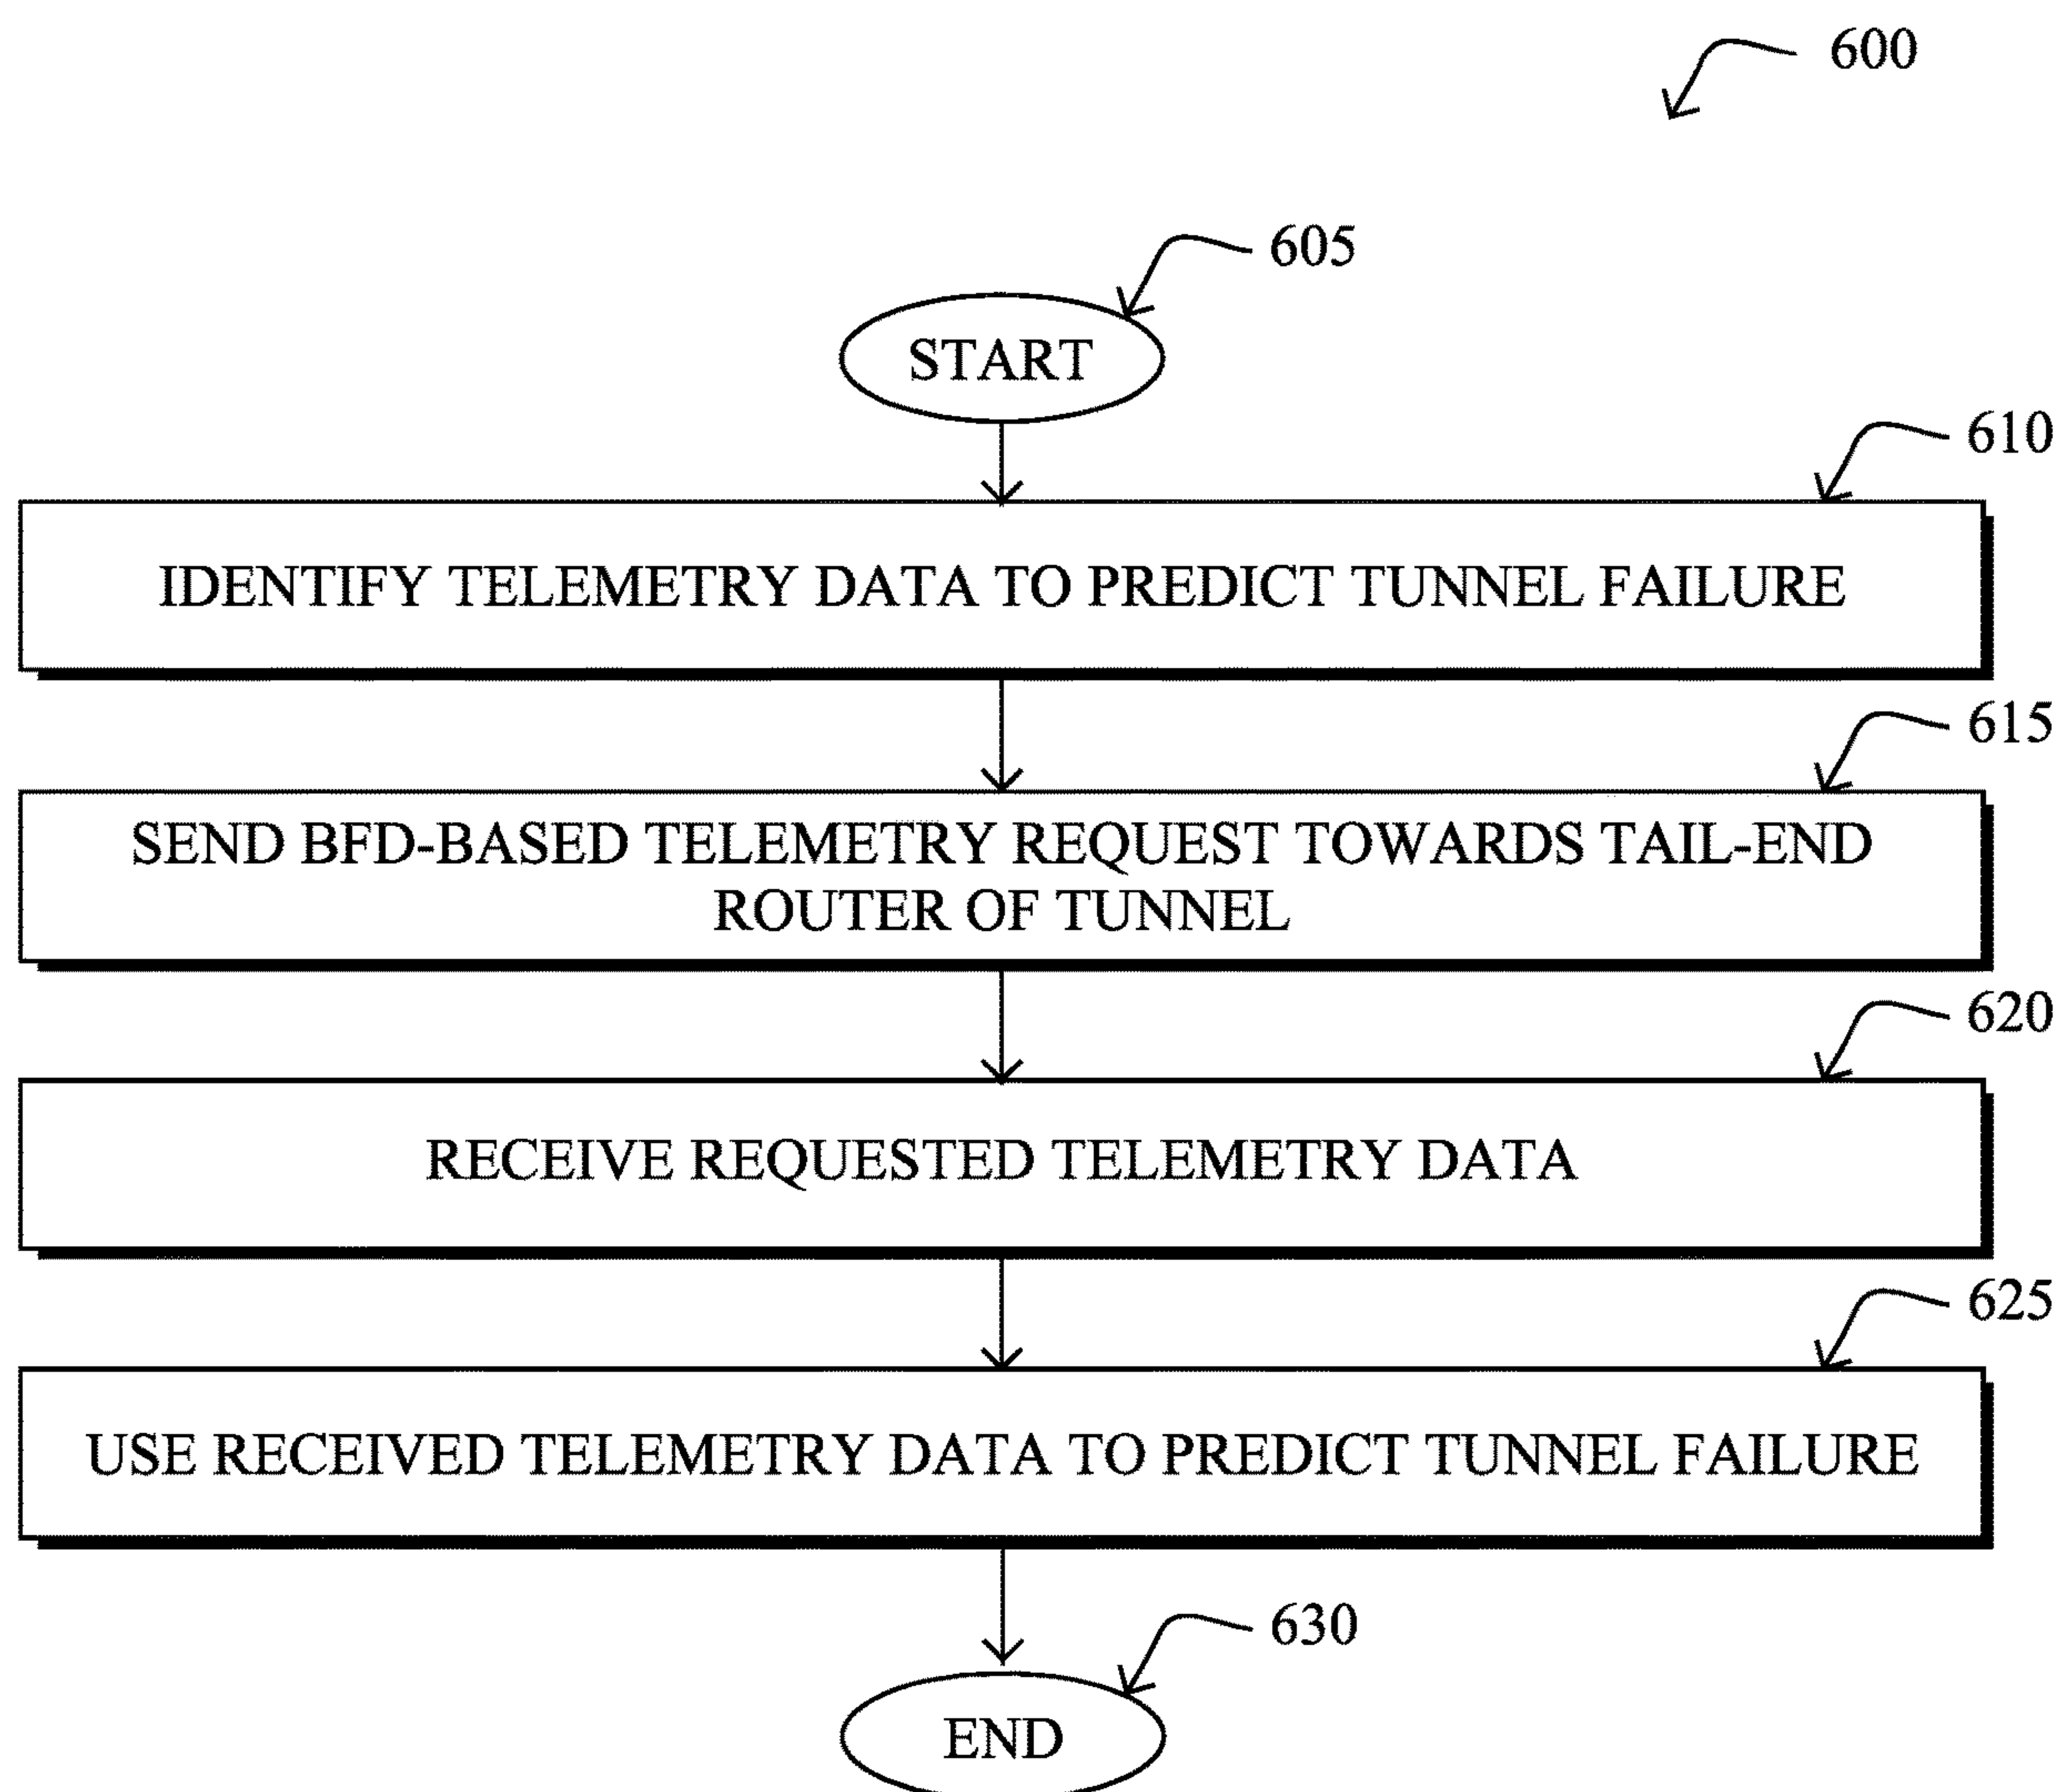 600
605
START
610
IDENTIFY TELEMETRY DATA TO PREDICT TUNNEL FAILURE
615
SEND BFD-BASED TELEMETRY REQUEST TOWARDS TAIL-END
ROUTER OF TUNNEL
620
RECEIVE REQUESTED TELEMETRY DATA
625
USE RECEIVED TELEMETRY DATA TO PREDICT TUNNEL FAILURE
630
END